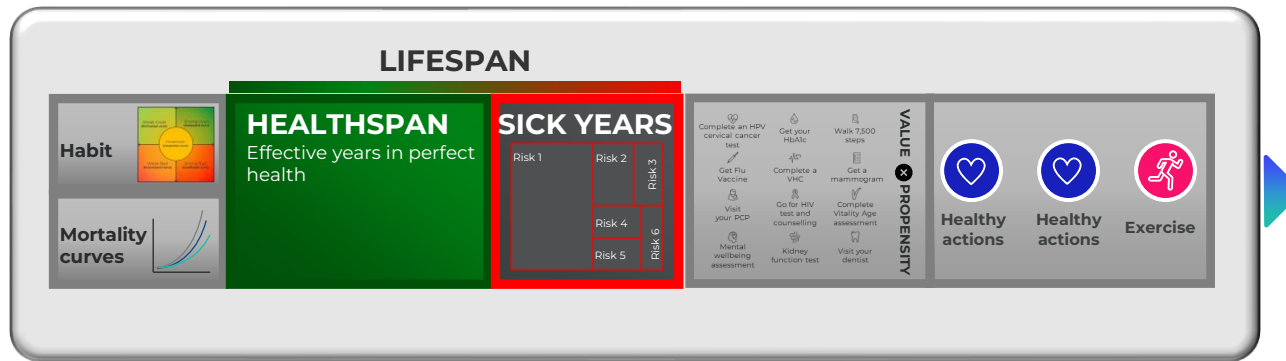 LIFESPAN
Habit
Mortality
curves
HEALTHSPAN
Effective years in perfect
health
SICK YEARS
Risk 1
Risk 2
Risk 3
Risk 4
Risk 5
Risk 6
Complete an HPV
cervical cancer
test
Get your
HbA1c
Walk 7,500
steps
Get Flu
Vaccine
Complete a
VHC
Get a
mammogram
Visit
your PCP
Go for HIV
test and
counselling
Complete
Vitality Age
assessment
Mental
wellbeing
assessment
Kidney
function test
Visit your
dentist
VALUE X PROPENSITY
Healthy
actions
Healthy
actions
Exercise